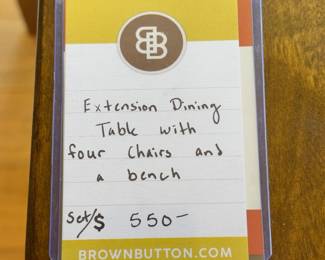 Extension Dining
Table with
four Chairs and
a bench
Set/$ 550-
BROWNBUTTON.COM